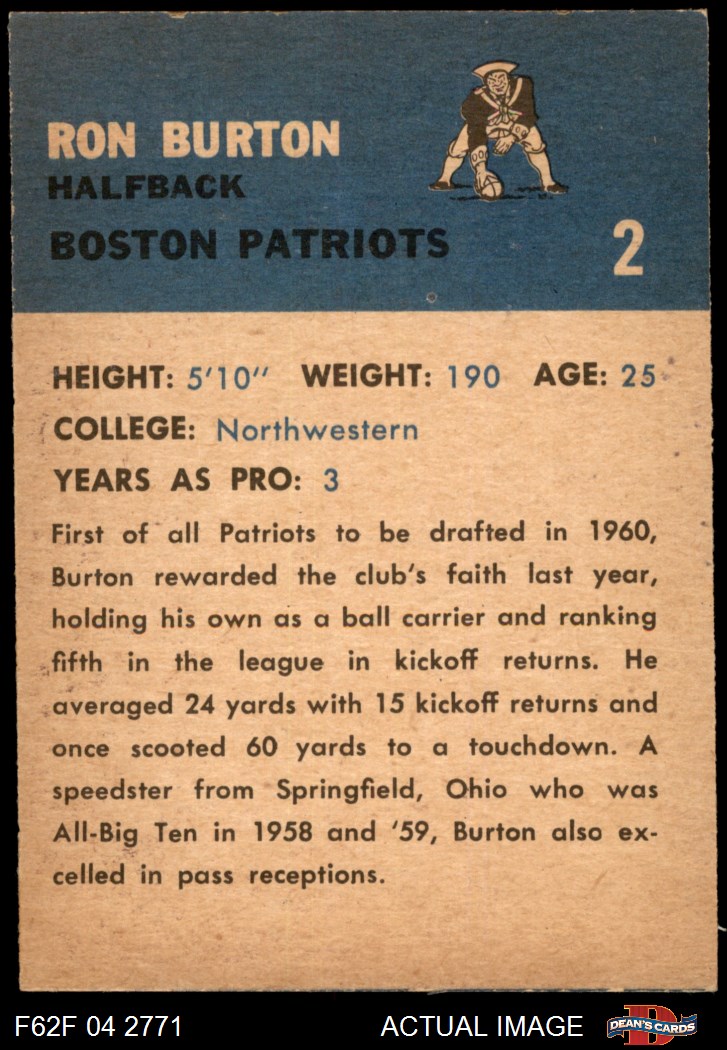 RON BURTON
HALFBACK
BOSTON PATRIOTS
2
HEIGHT: 5'10" WEIGHT: 190 AGE: 25
COLLEGE: Northwestern
YEARS AS PRO: 3
First of all Patriots to be drafted in 1960,
Burton rewarded the club's faith last year,
holding his own as a ball carrier and ranking
fifth in the league in kickoff returns. He
averaged 24 yards with 15 kickoff returns and
once scooted 60 yards to a touchdown. A
speedster from Springfield, Ohio who was
All-Big Ten in 1958 and '59, Burton also ex-
celled in pass receptions.
F62F 04 2771 ACTUAL IMAGE D DEAN'S CARDS